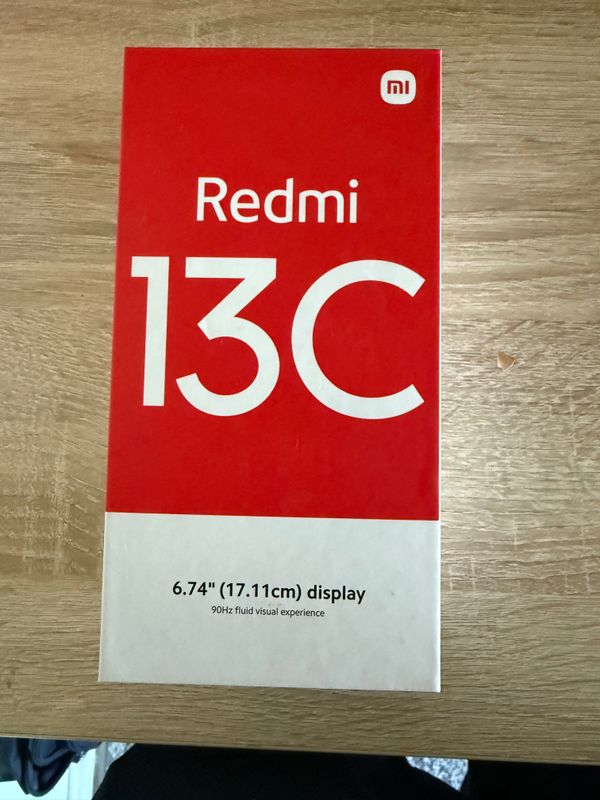 mi
Redmi
13C
6.74" (17.11cm) display
90Hz fluid visual experience